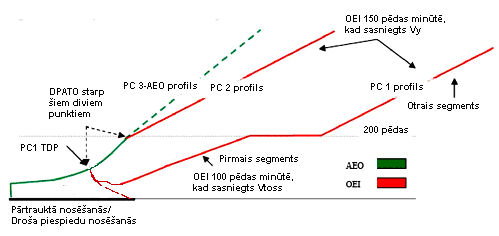 OEI 150 pēdas minūtē,
kad sasniegts Vy
PC 3-AEO profils
PC 2 profils
PC 1 profils
Otrais segments
DPATO starp
šiem diviem
punktiem
200 pēdas
PC1 TDP
Pirmais segments
OEI 100 pēdas minūtē,
kad sasniegts Vtoss
AEO
OEI
Pārtrauktā nosēšanās/
Droša piespiedu nosēšanās